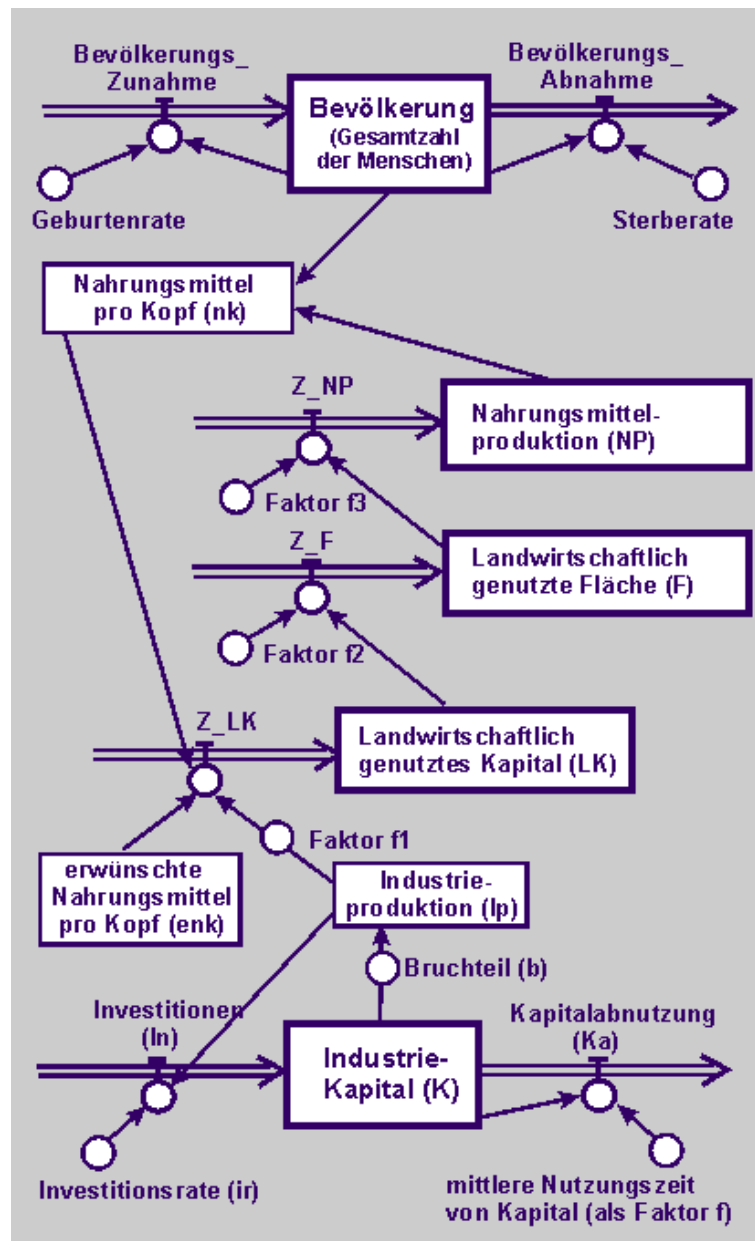 Bevölkerungs_
Zunahme
Bevölkerungs_
Abnahme
Bevölkerung
(Gesamtzahl
der Menschen)
Geburtenrate
Sterberate
Nahrungsmittel
pro Kopf (nk)
Z_NP
Nahrungsmittel-
produktion (NP)
Faktor f3
Z_F
Landwirtschaftlich
genutzte Fläche (F)
Faktor f2
Z_LK
Landwirtschaftlich
genutztes Kapital (LK)
Faktor f1
erwünschte
Nahrungsmittel
pro Kopf (enk)
Industrie-
produktion (Ip)
Bruchteil (b)
Investitionen
(In)
Kapitalabnutzung
(Ka)
Industrie-
Kapital (K)
Investitionsrate (ir)
mittlere Nutzungszeit
von Kapital (als Faktor f)